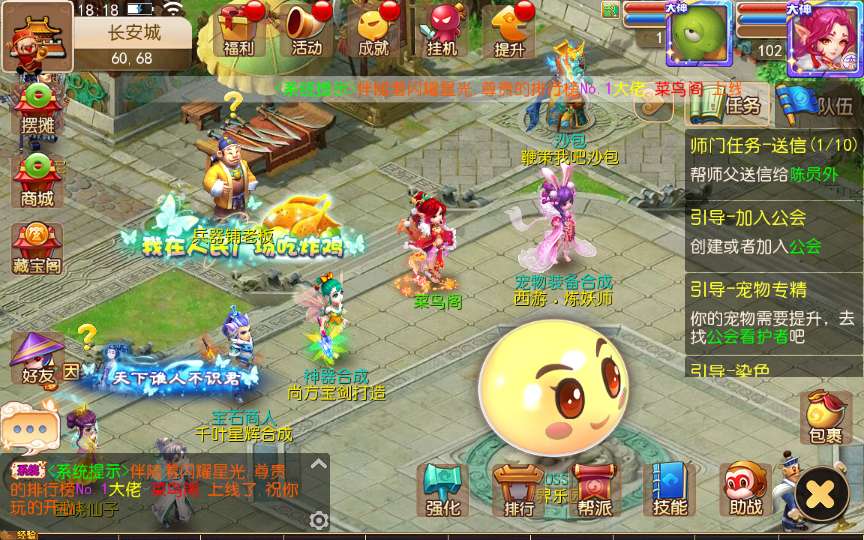 18:18
长安城
60, 68
福利
活动
成就
挂机
提升
1
大神
102
大神
<系统提示>伴随着闪耀星光 尊贵的排行榜No.1大佬 菜鸟阁 上线
任务
队伍
摆摊
商城
藏宝阁
好友
沙包
鞭策我吧沙包
兵器铺老板
我在人民广场吃炸鸡
菜鸟阁
宠物装备合成
西游·炼妖师
师门任务-送信(1/10)
帮师父送信给陈员外
引导-加入公会
创建或者加入公会
引导-宠物专精
你的宠物需要提升，去
找公会看护者吧
引导-染色
天下谁人不识君
神器合成
尚方宝剑打造
宝石商人
千叶星辉合成
包裹
系统 <系统提示>伴随着闪耀星光 尊贵
的排行榜No.1大佬 菜鸟阁 上线了 祝你
玩的开
仙子
强化
排行
帮派
技能
助战
经验